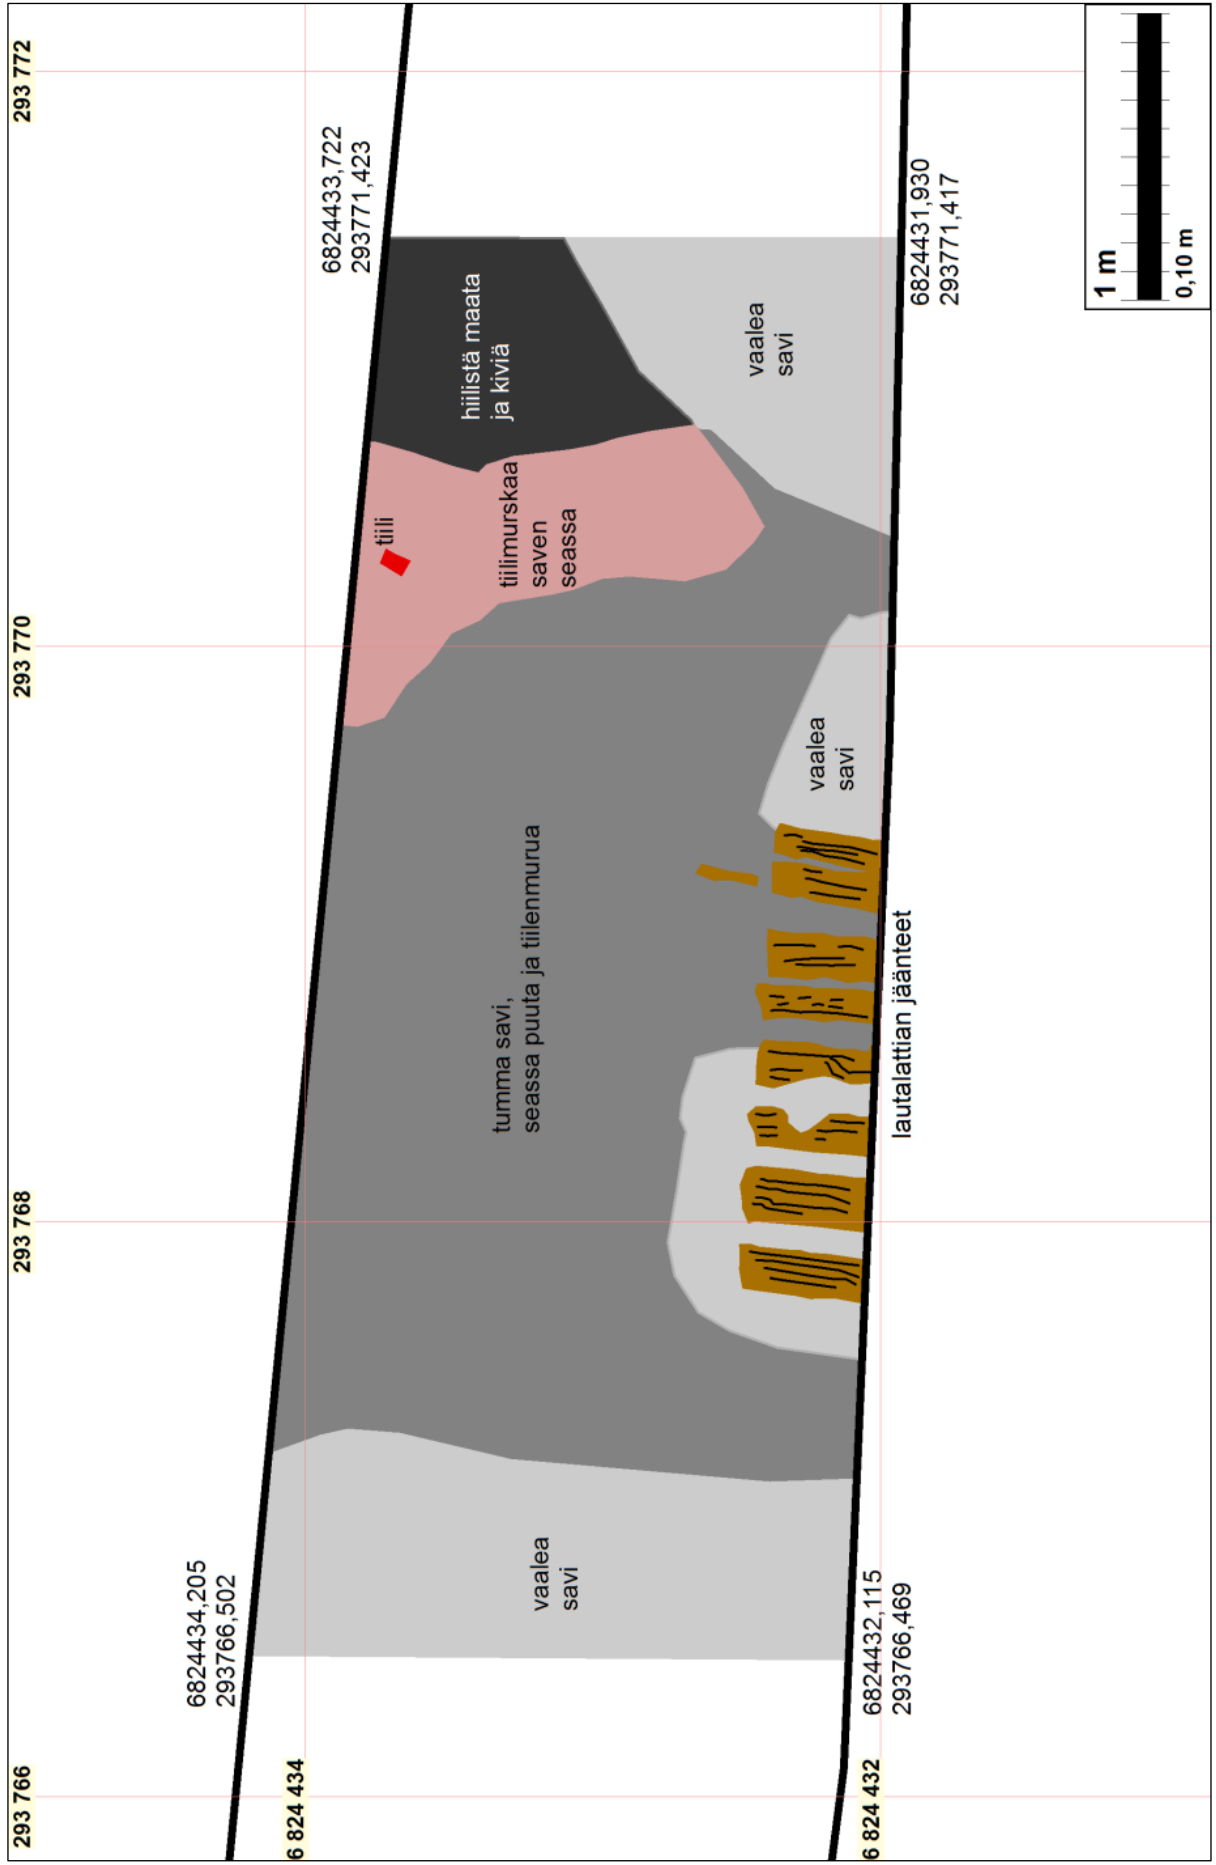 293 766
293 768
293 770
293 772
6824434,205
293766,502
6824433,722
293771,423
6 824 434
tiili
hiilistä maata
ja kiviä
tiilimurskaa
saven
seassa
tumma savi,
seassa puuta ja tiilenmurua
vaalea
savi
vaalea
savi
vaalea
savi
6 824 432
6824432,115
293766,469
lautalattian jäänteet
6824431,930
293771,417
1 m
0,10 m